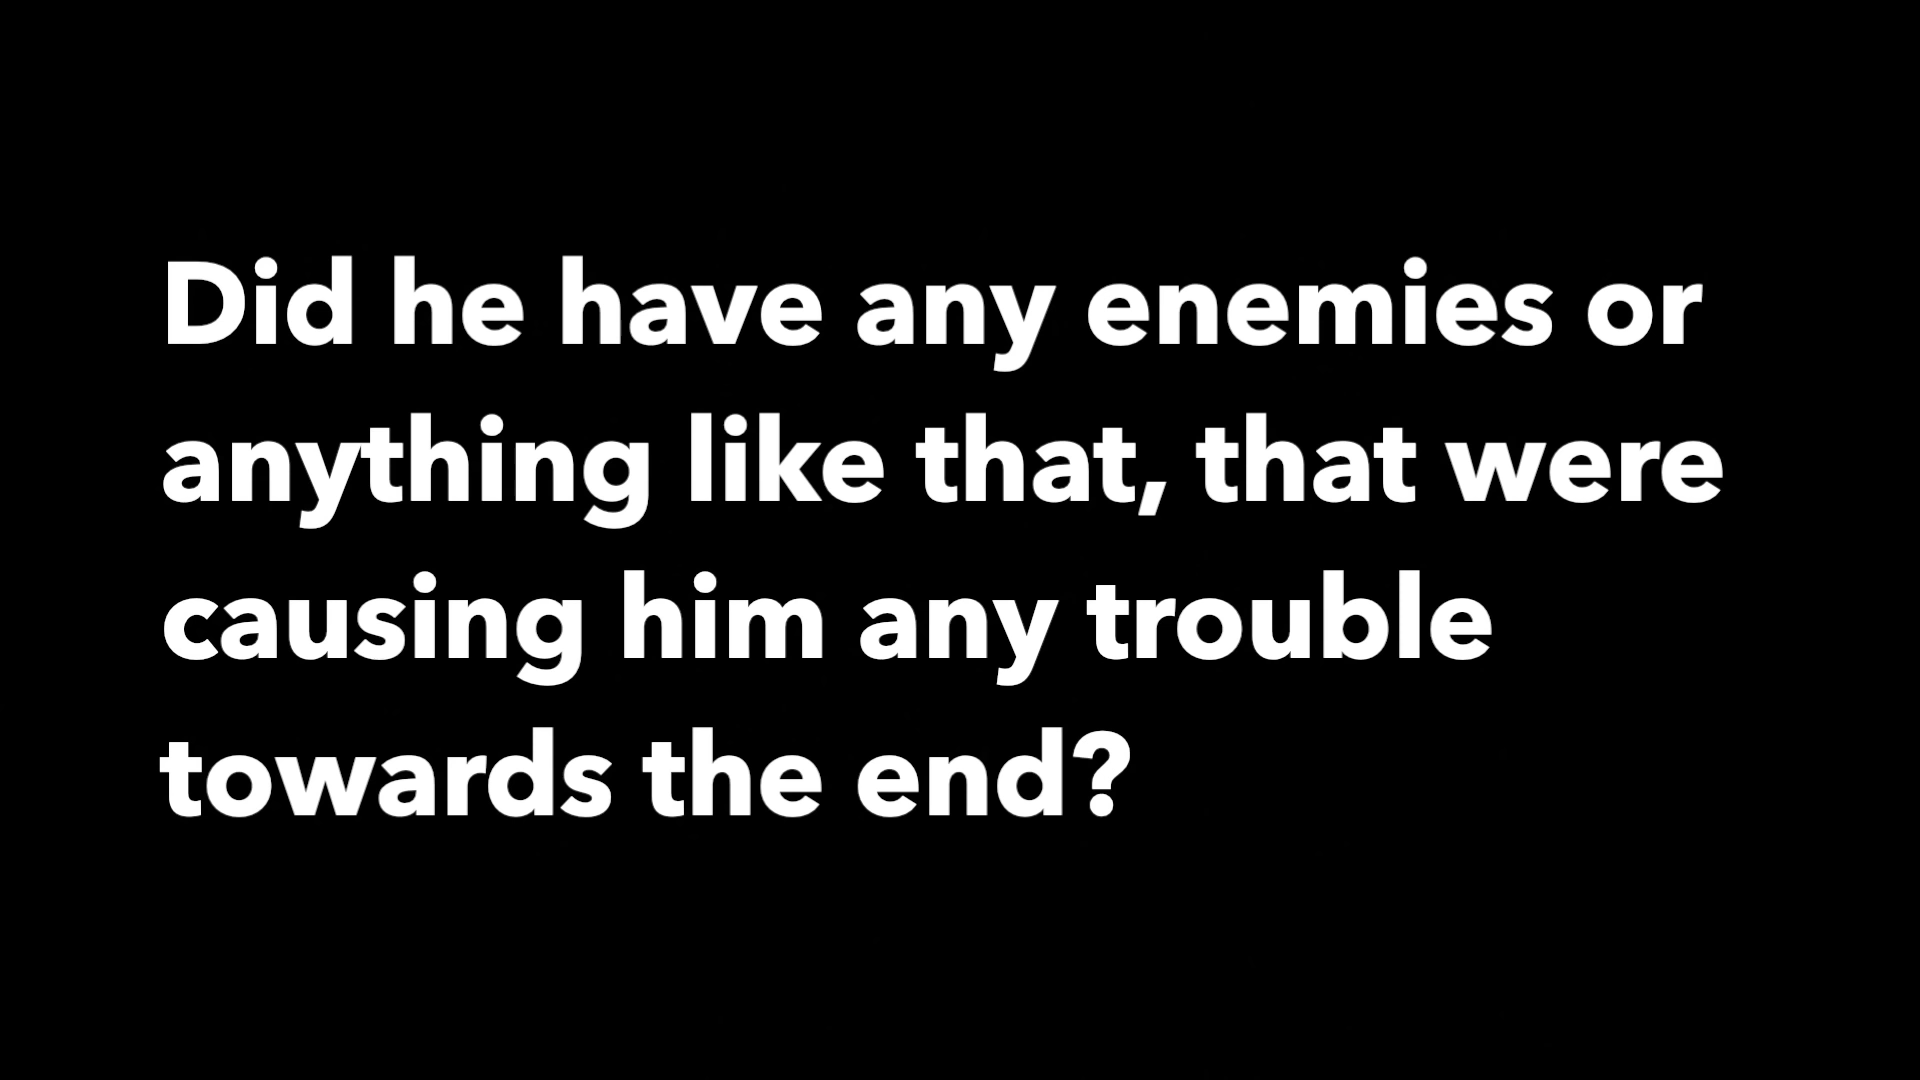 Did he have any enemies or
anything like that, that were
causing him any trouble
towards the end?